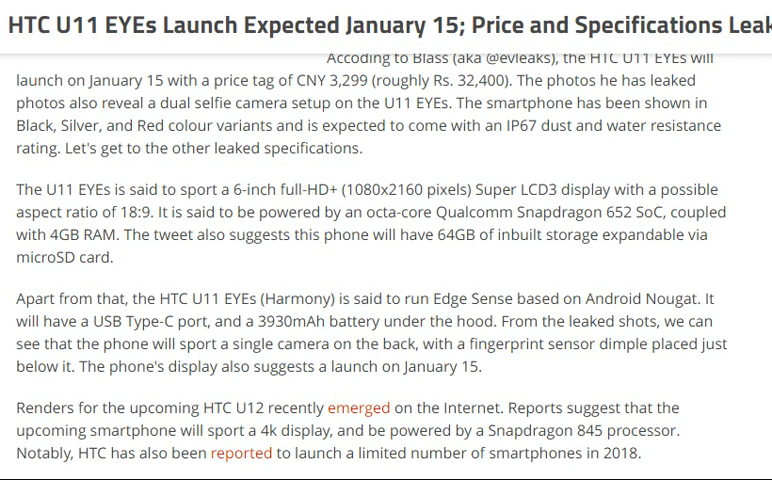 HTC U11 EYEs Launch Expected January 15; Price and Specifications Leak
Accoding to Blass (aka @evleaks), the HTC U11 EYEs will
launch on January 15 with a price tag of CNY 3,299 (roughly Rs. 32,400). The photos he has leaked
photos also reveal a dual selfie camera setup on the U11 EYEs. The smartphone has been shown in
Black, Silver, and Red colour variants and is expected to come with an IP67 dust and water resistance
rating. Let's get to the other leaked specifications.
The U11 EYEs is said to sport a 6-inch full-HD+ (1080x2160 pixels) Super LCD3 display with a possible
aspect ratio of 18:9. It is said to be powered by an octa-core Qualcomm Snapdragon 652 SoC, coupled
with 4GB RAM. The tweet also suggests this phone will have 64GB of inbuilt storage expandable via
microSD card.
Apart from that, the HTC U11 EYEs (Harmony) is said to run Edge Sense based on Android Nougat. It
will have a USB Type-C port, and a 3930mAh battery under the hood. From the leaked shots, we can
see that the phone will sport a single camera on the back, with a fingerprint sensor dimple placed just
below it. The phone's display also suggests a launch on January 15.
Renders for the upcoming HTC U12 recently emerged on the Internet. Reports suggest that the
upcoming smartphone will sport a 4k display, and be powered by a Snapdragon 845 processor.
Notably, HTC has also been reported to launch a limited number of smartphones in 2018.